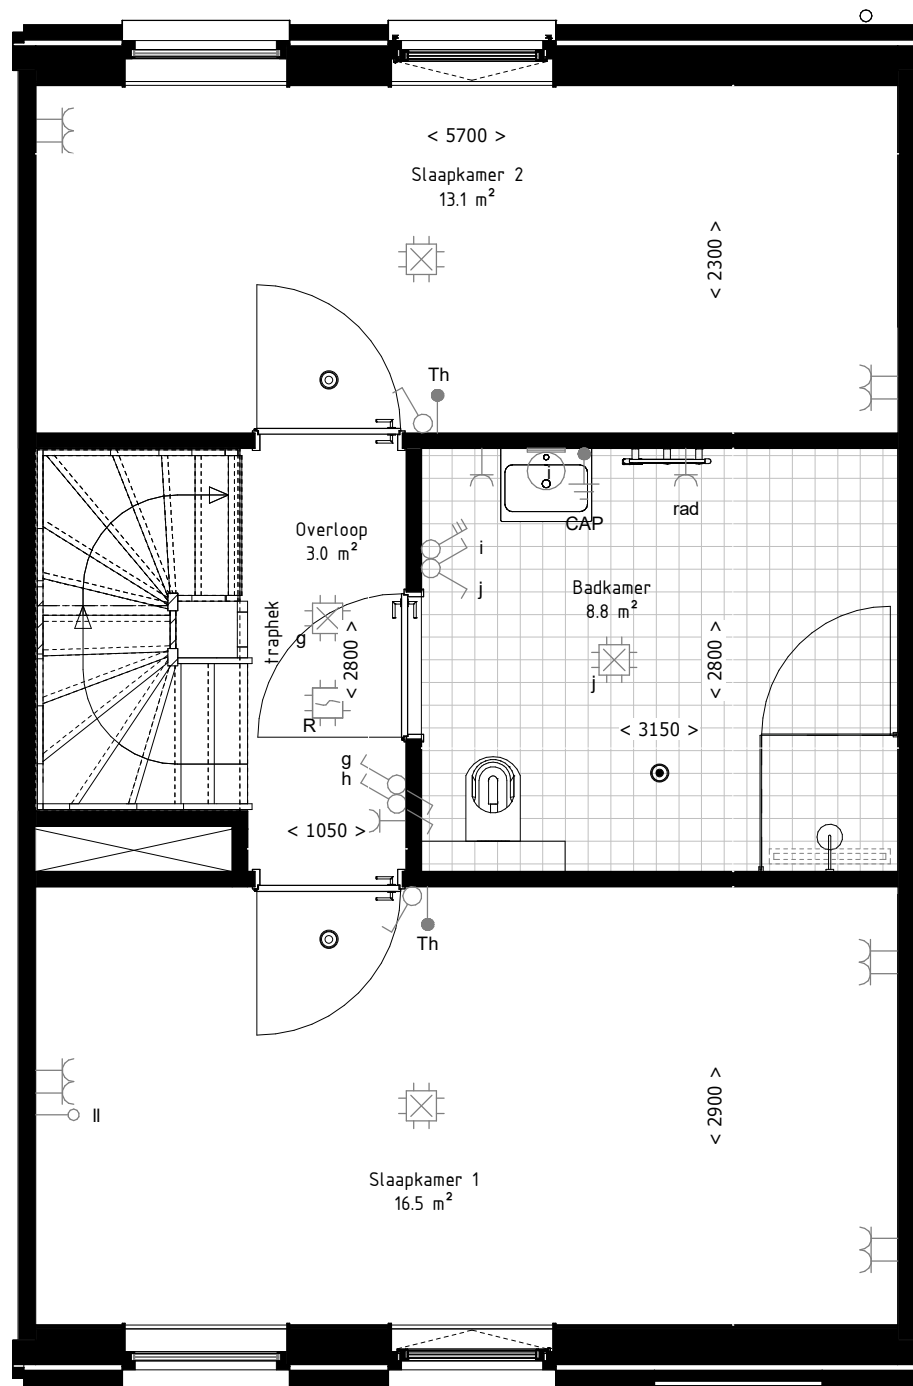 < 5700 >
Slaapkamer 2
13.1 m²
< 2300 >
Th
Overloop
3.0 m²
CAP
rad
i
j
Badkamer
8.8 m²
traphek
g
< 2800 >
< 2800 >
j
R
< 3150 >
g
h
< 1050 >
Th
< 2900 >
II
Slaapkamer 1
16.5 m²